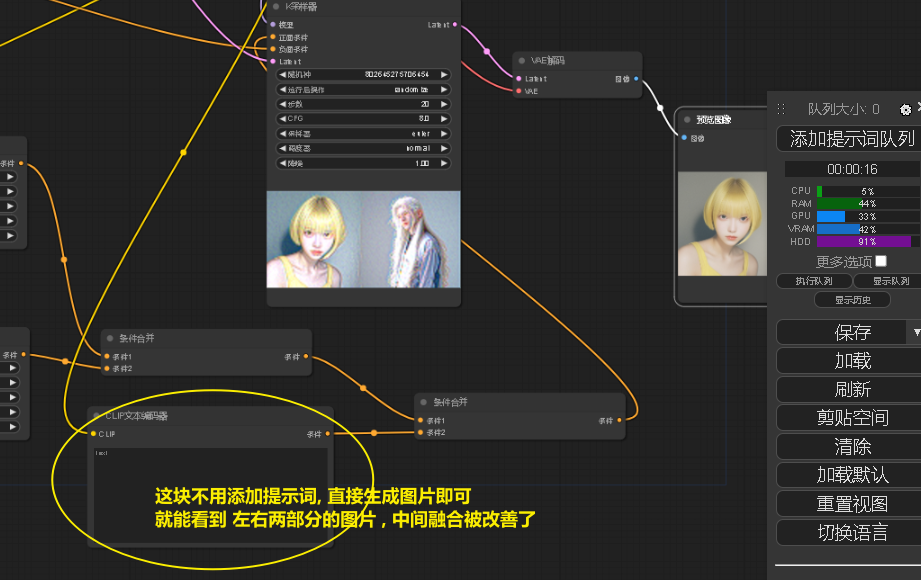 K采样器
模型
正面条件
负面条件
Latent
Latent
随机种
运行后操作
randomize
步数
20
CFG
8.0
采样器
euler
调度器
normal
降噪
1.00
VAE解码
Latent
VAE
图像
预览图像
图像
条件
条件
条件合并
条件1
条件2
条件
CLIP文本编码器
CLIP
条件
text
条件合并
条件1
条件2
条件
这块不用添加提示词, 直接生成图片即可
就能看到 左右两部分的图片 , 中间融合被改善了
队列大小: 0
添加提示词队列
00:00:16
CPU 5%
RAM 44%
GPU 33%
VRAM 42%
HDD 91%
更多选项
执行队列 显示队列
显示历史
保存
加载
刷新
剪贴空间
清除
加载默认
重置视图
切换语言